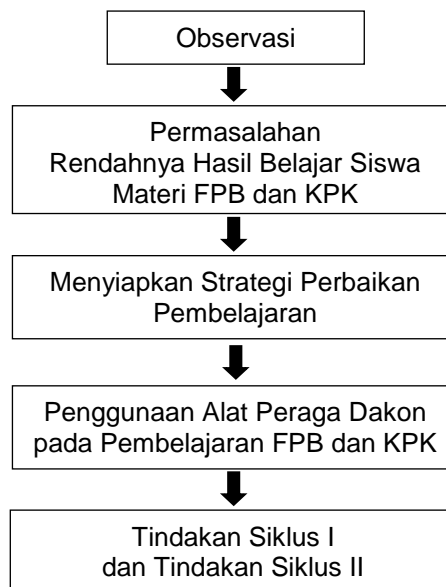 Observasi
Permasalahan
Rendahnya Hasil Belajar Siswa
Materi FPB dan KPK
Menyiapkan Strategi Perbaikan
Pembelajaran
Penggunaan Alat Peraga Dakon
pada Pembelajaran FPB dan KPK
Tindakan Siklus I
dan Tindakan Siklus II